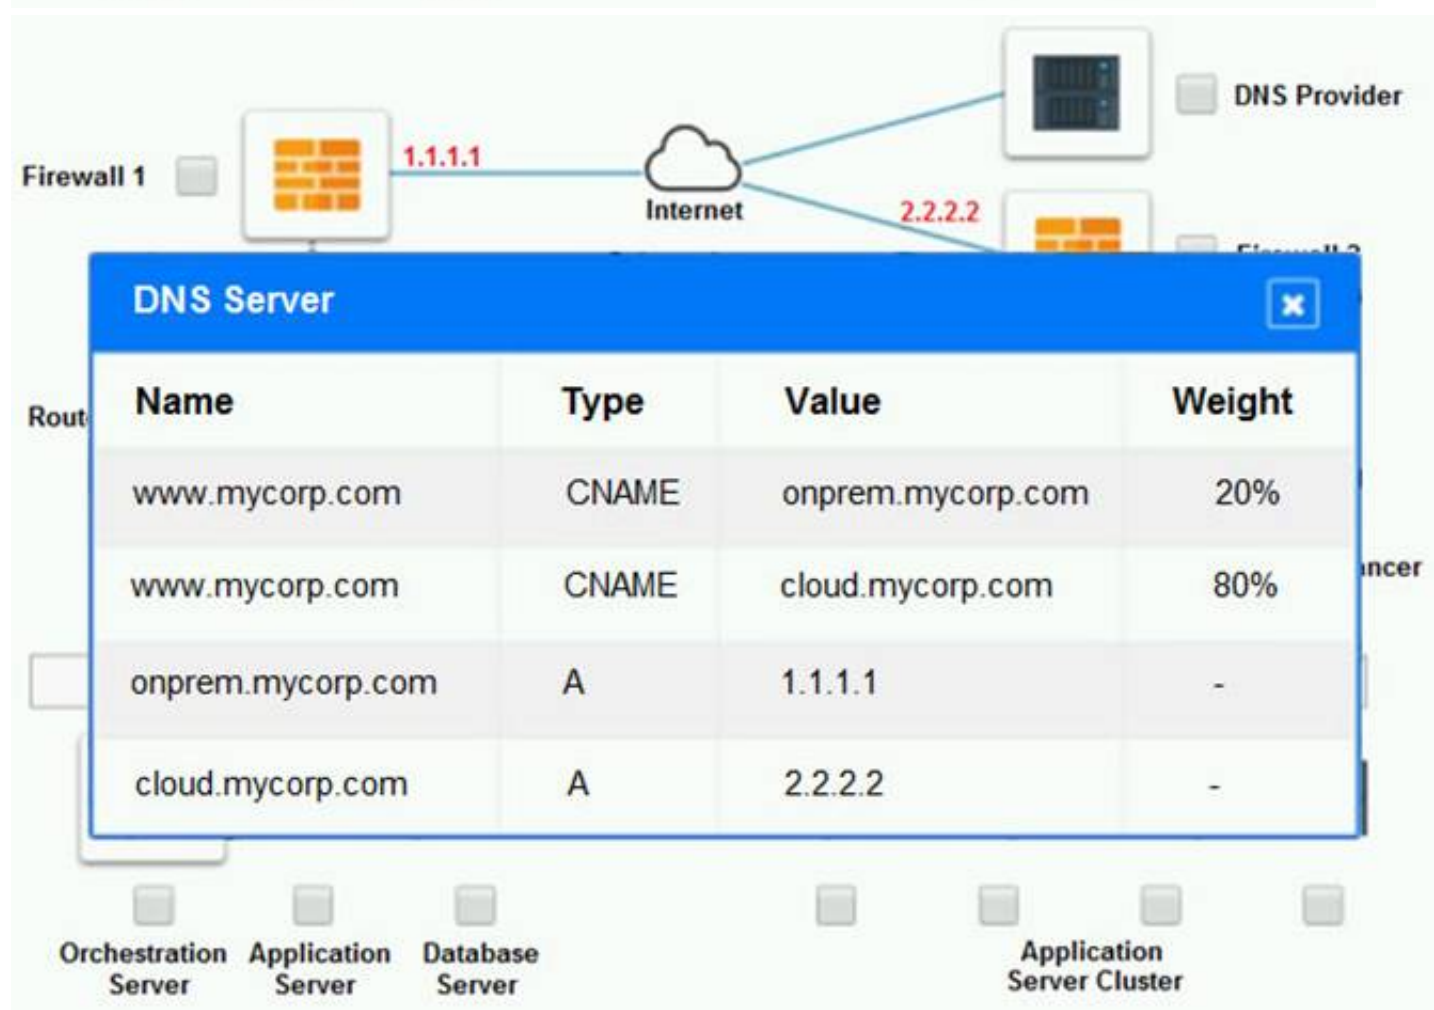 DNS Provider
1.1.1.1
Firewall 1
Internet
2.2.2.2
DNS Server
Name Type Value Weight
www.mycorp.com CNAME onprem.mycorp.com 20%
www.mycorp.com CNAME cloud.mycorp.com 80%
onprem.mycorp.com A 1.1.1.1 -
cloud.mycorp.com A 2.2.2.2 -
Orchestration Server
Application Server
Database Server
Application Server Cluster